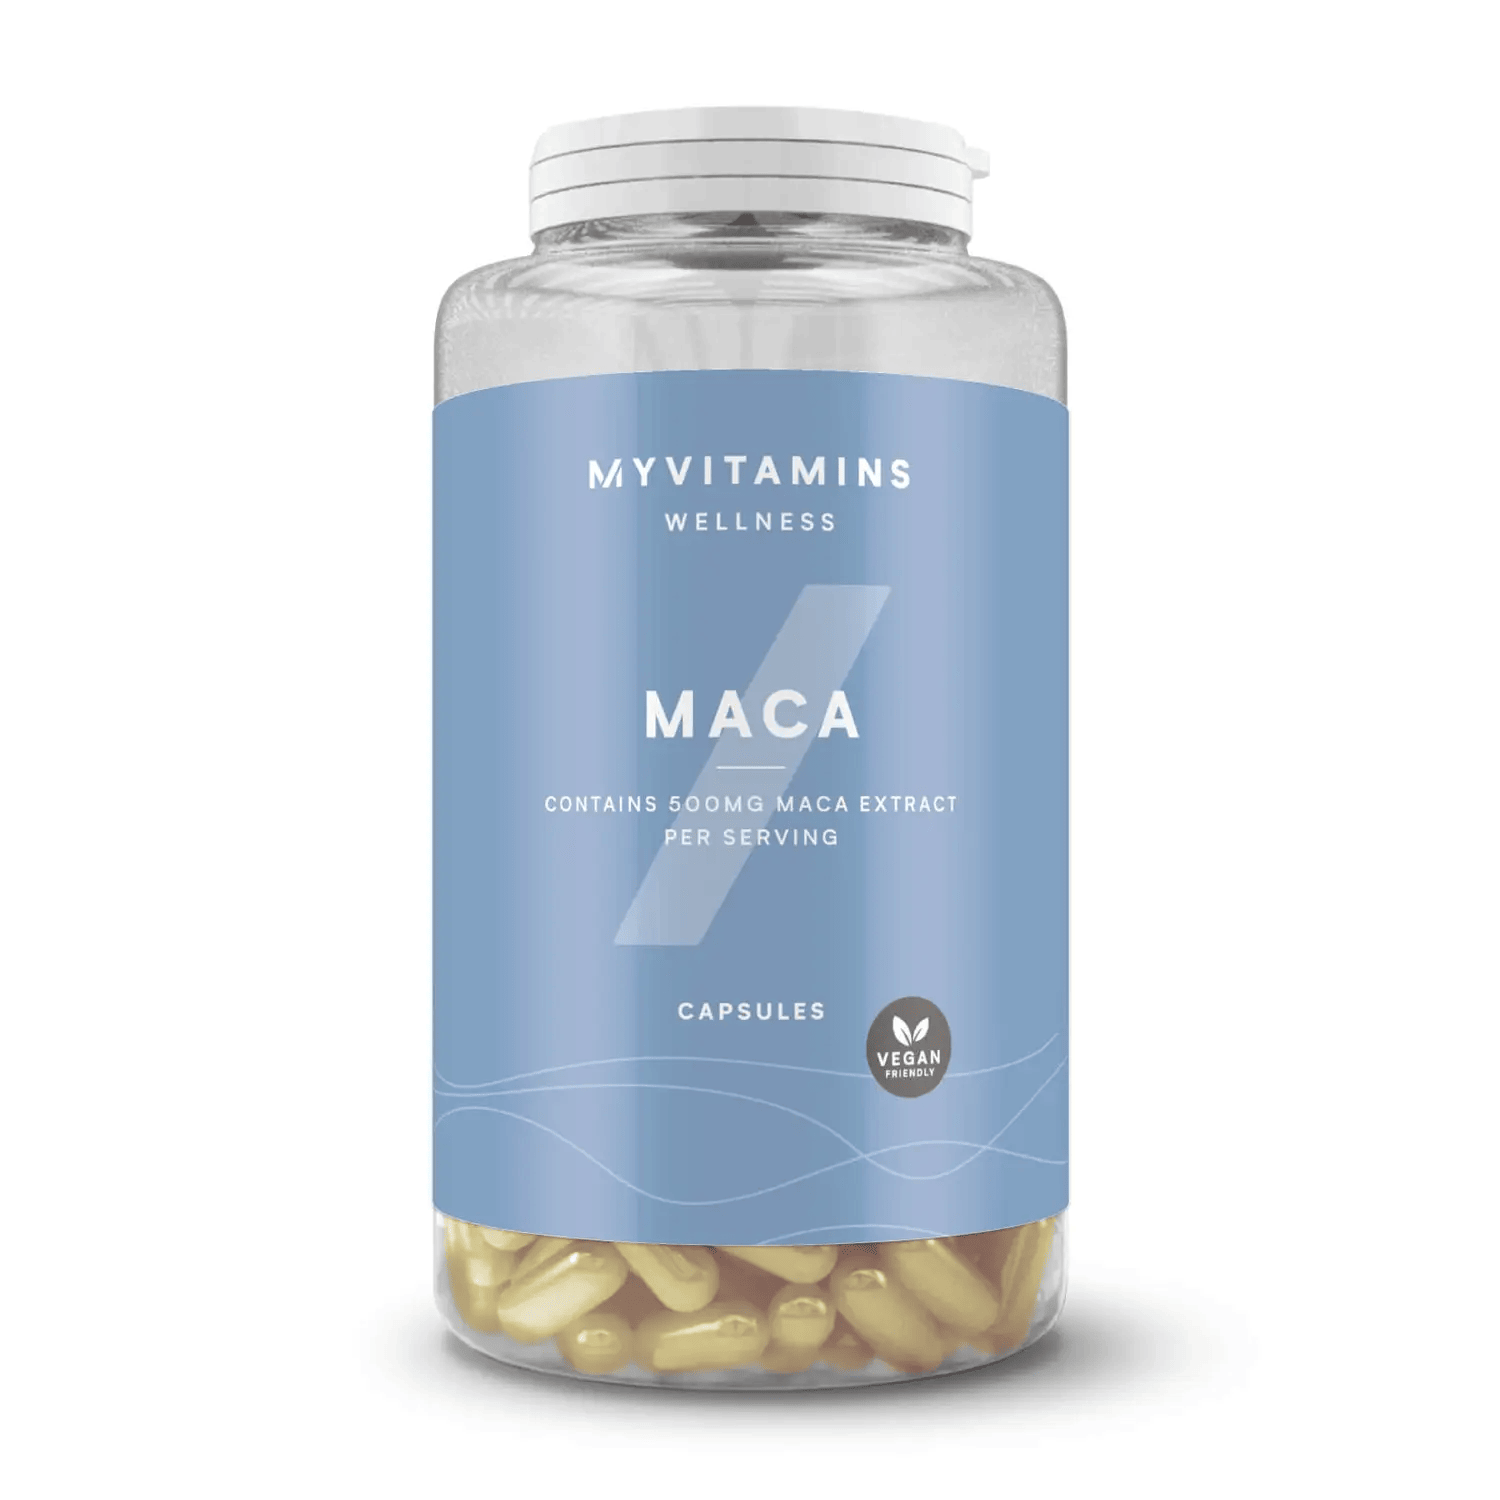 MYVITAMINS
WELLNESS
MACA
CONTAINS 500MG MACA EXTRACT
PER SERVING
CAPSULES
VEGAN
FRIENDLY